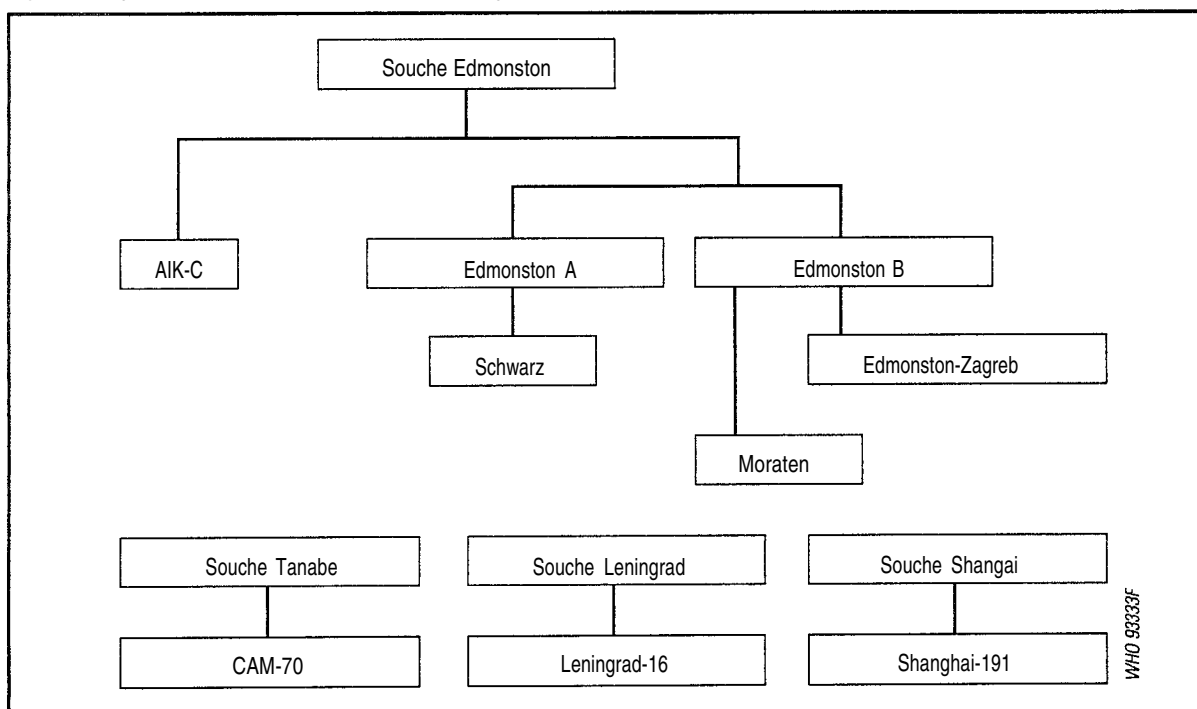 Souche Edmonston
AIK-C
Edmonston A
Edmonston B
Schwarz
Edmonston-Zagreb
Moraten
Souche Tanabe
Souche Leningrad
Souche Shangai
CAM-70
Leningrad-16
Shanghai-191
WHO 93333F